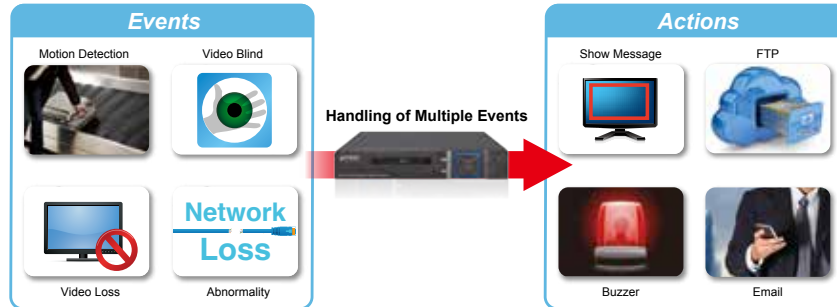 Events
Motion Detection
Video Blind
Network
Loss
Video Loss
Abnormality
Handling of Multiple Events
Actions
Show Message
FTP
Buzzer
Email